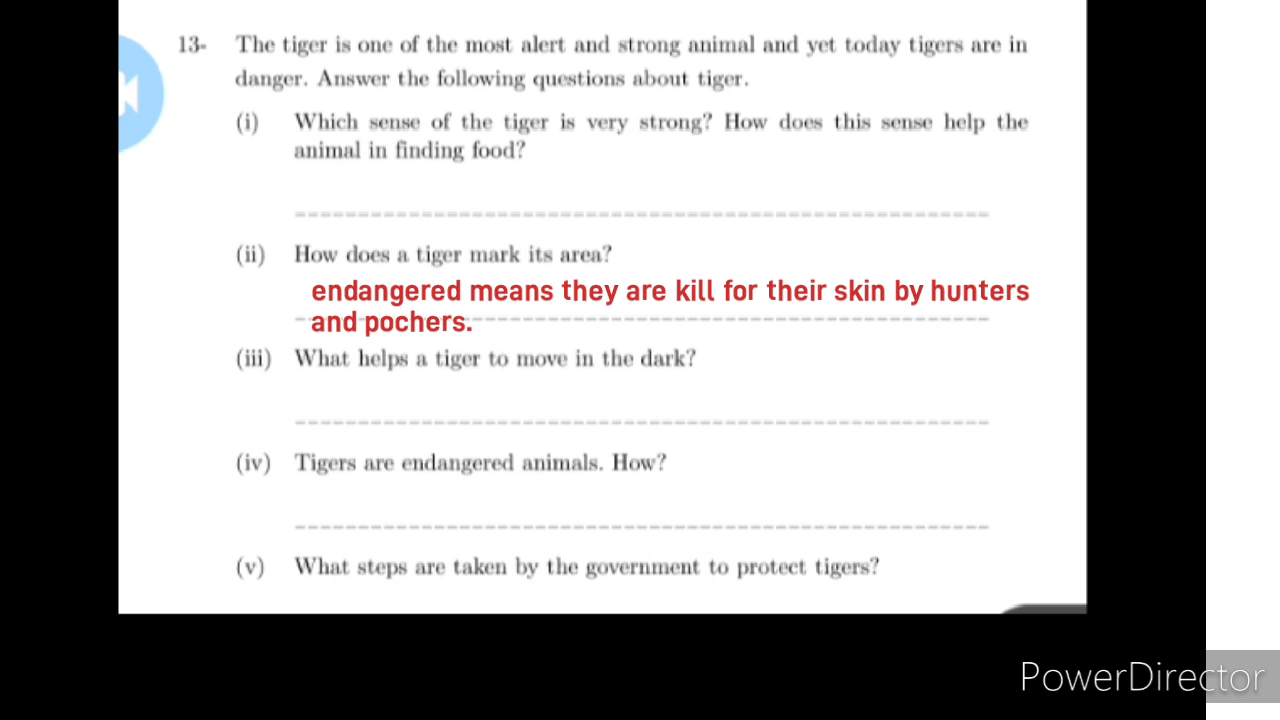 13- The tiger is one of the most alert and strong animal and yet today tigers are in
danger. Answer the following questions about tiger.
(i) Which sense of the tiger is very strong? How does this sense help the
animal in finding food?
(ii) How does a tiger mark its area?
endangered means they are kill for their skin by hunters
and pochers.
(iii) What helps a tiger to move in the dark?
(iv) Tigers are endangered animals. How?
(v) What steps are taken by the government to protect tigers?
PowerDirector